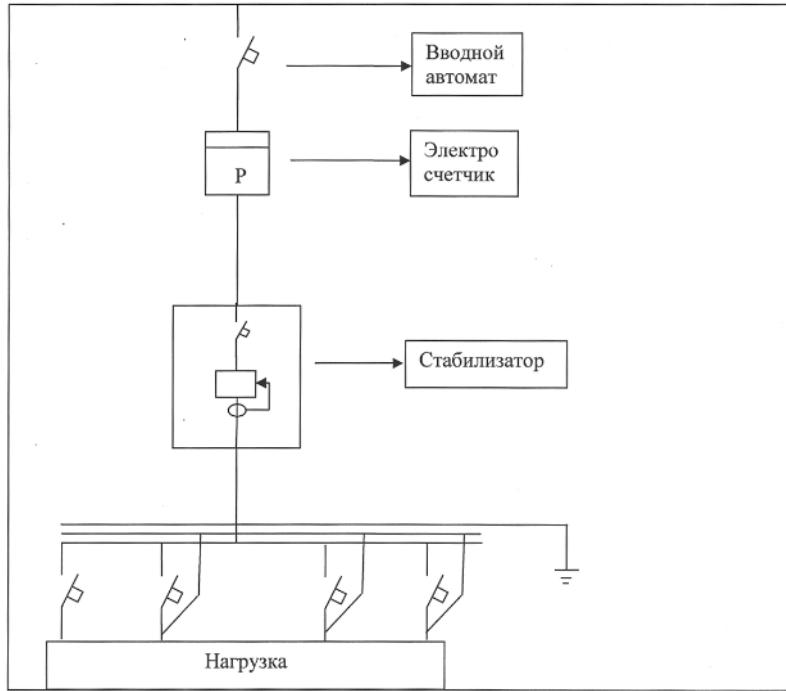 Вводной
автомат
Электро
счетчик
P
Стабилизатор
Нагрузка